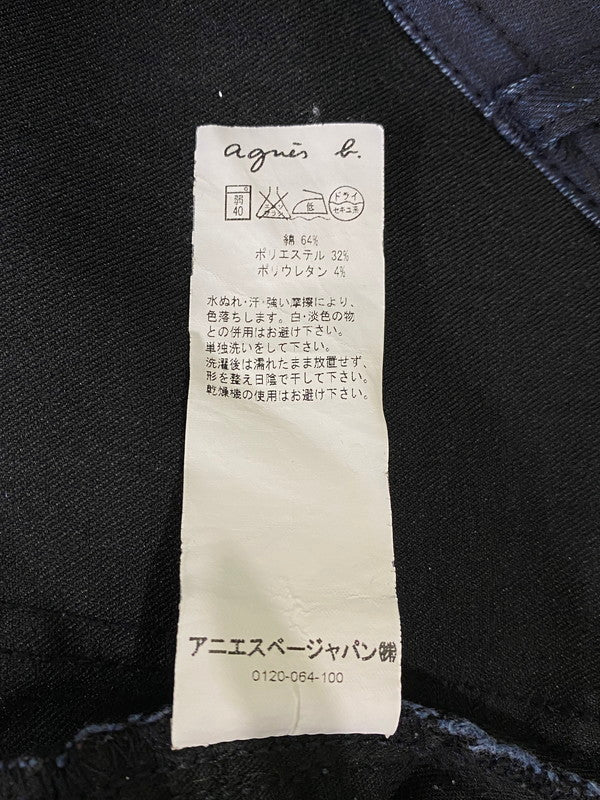 agnès b.
弱 40 エンソ サラシ 低 ドライ セキユ系
綿 64%
ポリエステル 32%
ポリウレタン 4%
水ぬれ・汗・強い摩擦により、
色落ちします。白・淡色の物
との併用はお避け下さい。
単独洗いをして下さい。
洗濯後は濡れたまま放置せず、
形を整え日陰で干して下さい。
乾燥機の使用はお避け下さい。
アニエスベージャパン㈱
0120-064-100